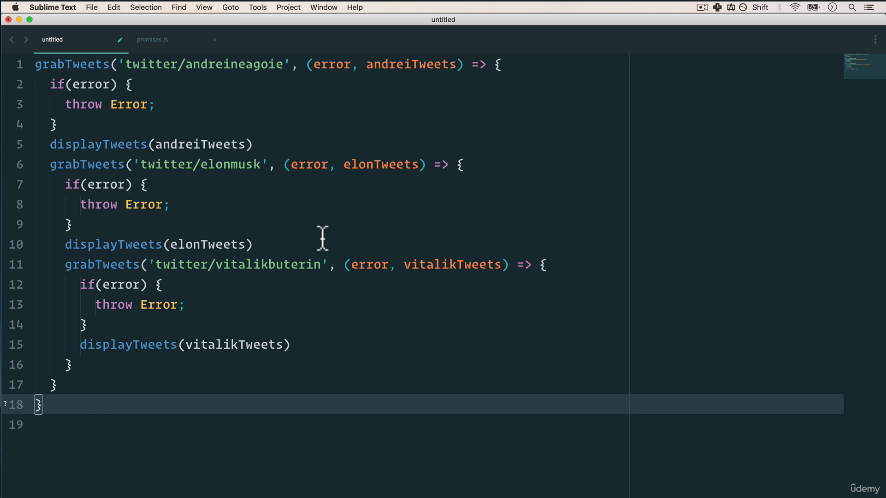 Sublime Text File Edit Selection Find View Goto Tools Project Window Help Shift
untitled
untitled promises.js
1 grabTweets('twitter/andreineagoie', (error, andreiTweets) => {
2 if(error) {
3 throw Error;
4 }
5 displayTweets(andreiTweets)
6 grabTweets('twitter/elonmusk', (error, elonTweets) => {
7 if(error) {
8 throw Error;
9 }
10 displayTweets(elonTweets)
11 grabTweets('twitter/vitalikbuterin', (error, vitalikTweets) => {
12 if(error) {
13 throw Error;
14 }
15 displayTweets(vitalikTweets)
16 }
17 }
? 18 }
19
udemy